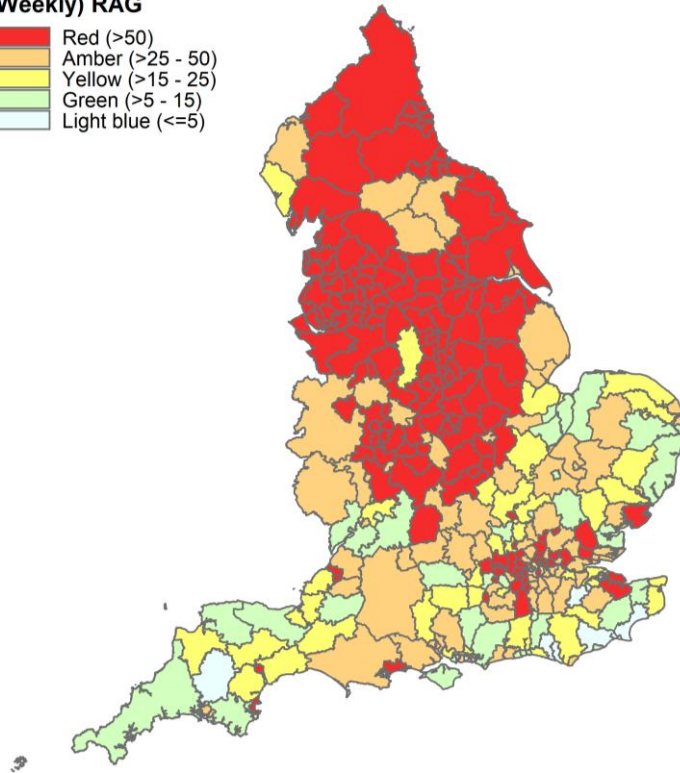 Weekly) RAG
Red (>50)
Amber (>25 - 50)
Yellow (>15 - 25)
Green (>5 - 15)
Light blue (<=5)